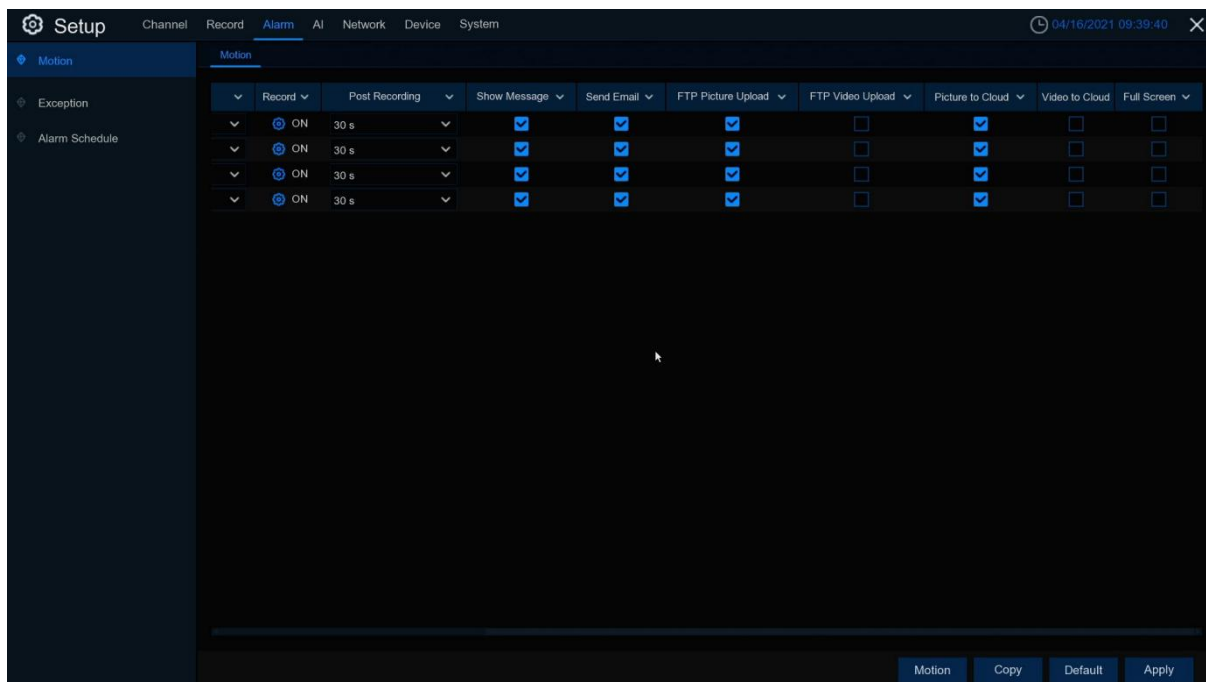 Setup Channel Record Alarm AI Network Device System 04/16/2021 09:39:40
Motion
Exception
Alarm Schedule
Motion
Record Post Recording Show Message Send Email FTP Picture Upload FTP Video Upload Picture to Cloud Video to Cloud Full Screen
ON 30 s
ON 30 s
ON 30 s
ON 30 s
Motion Copy Default Apply